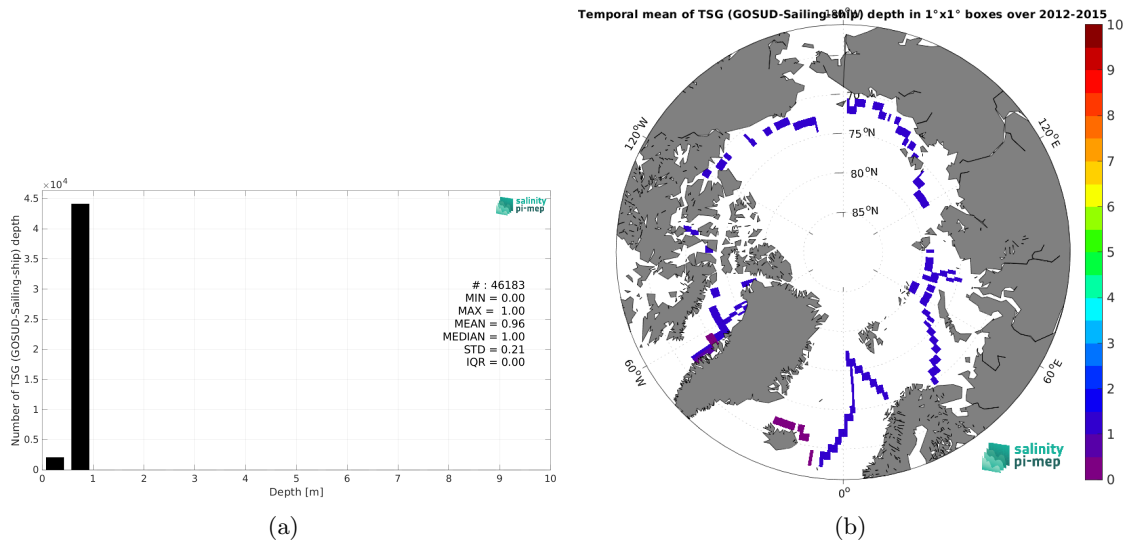 Temporal mean of TSG (GOSUD-Sailing-ship) depth in 1°x1° boxes over 2012-2015
×10⁴
4.5
4
3.5
3
2.5
2
1.5
1
0.5
0
Number of TSG (GOSUD-Sailing-ship) depth
salinity
pi-mep
# : 46183
MIN = 0.00
MAX = 1.00
MEAN = 0.96
MEDIAN = 1.00
STD = 0.21
IQR = 0.00
0 1 2 3 4 5 6 7 8 9 10
Depth [m]
(a)
120°W
75°N
80°N
85°N
120°E
60°W
60°E
0°
salinity
pi-mep
10
9
8
7
6
5
4
3
2
1
0
(b)